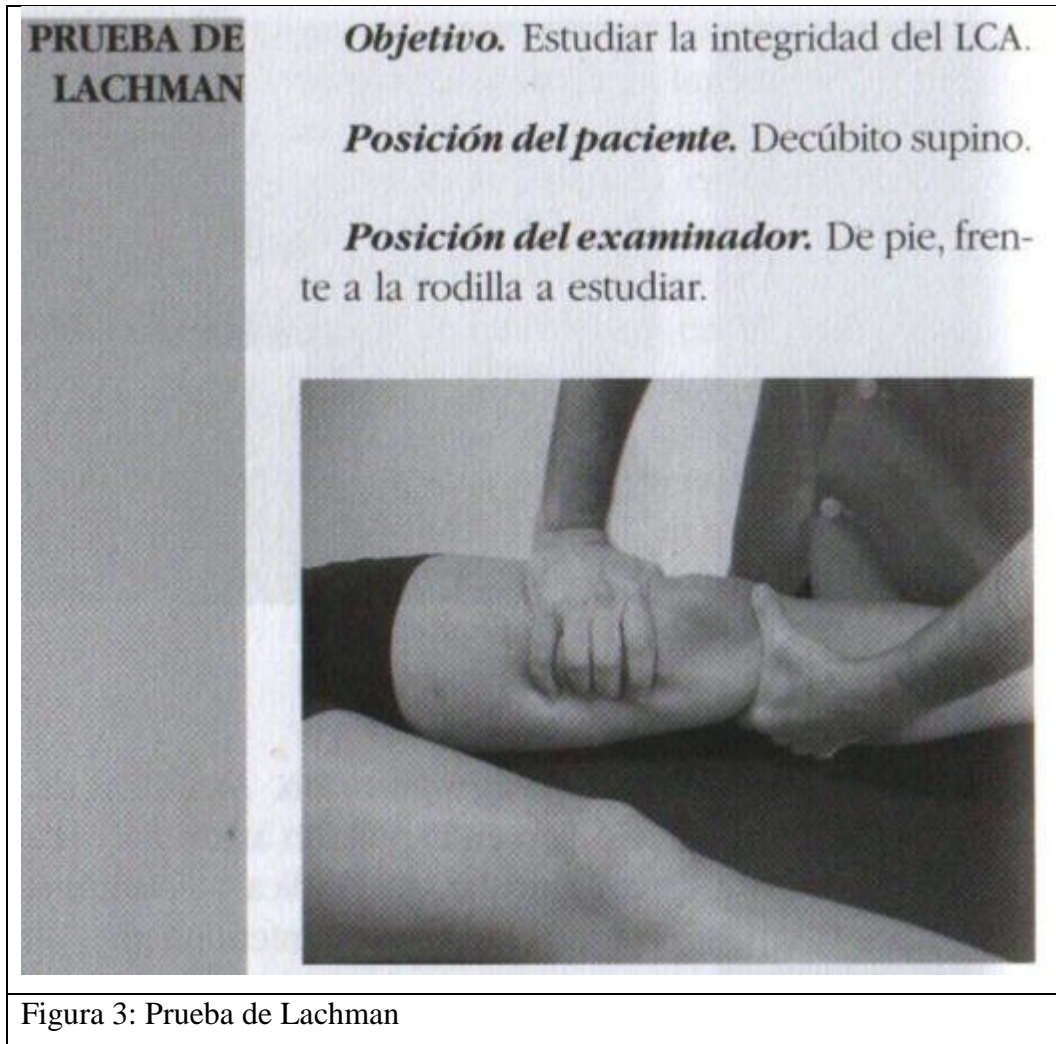 PRUEBA DE
LACHMAN
Objetivo. Estudiar la integridad del LCA.
Posición del paciente. Decúbito supino.
Posición del examinador. De pie, fren-
te a la rodilla a estudiar.
Figura 3: Prueba de Lachman